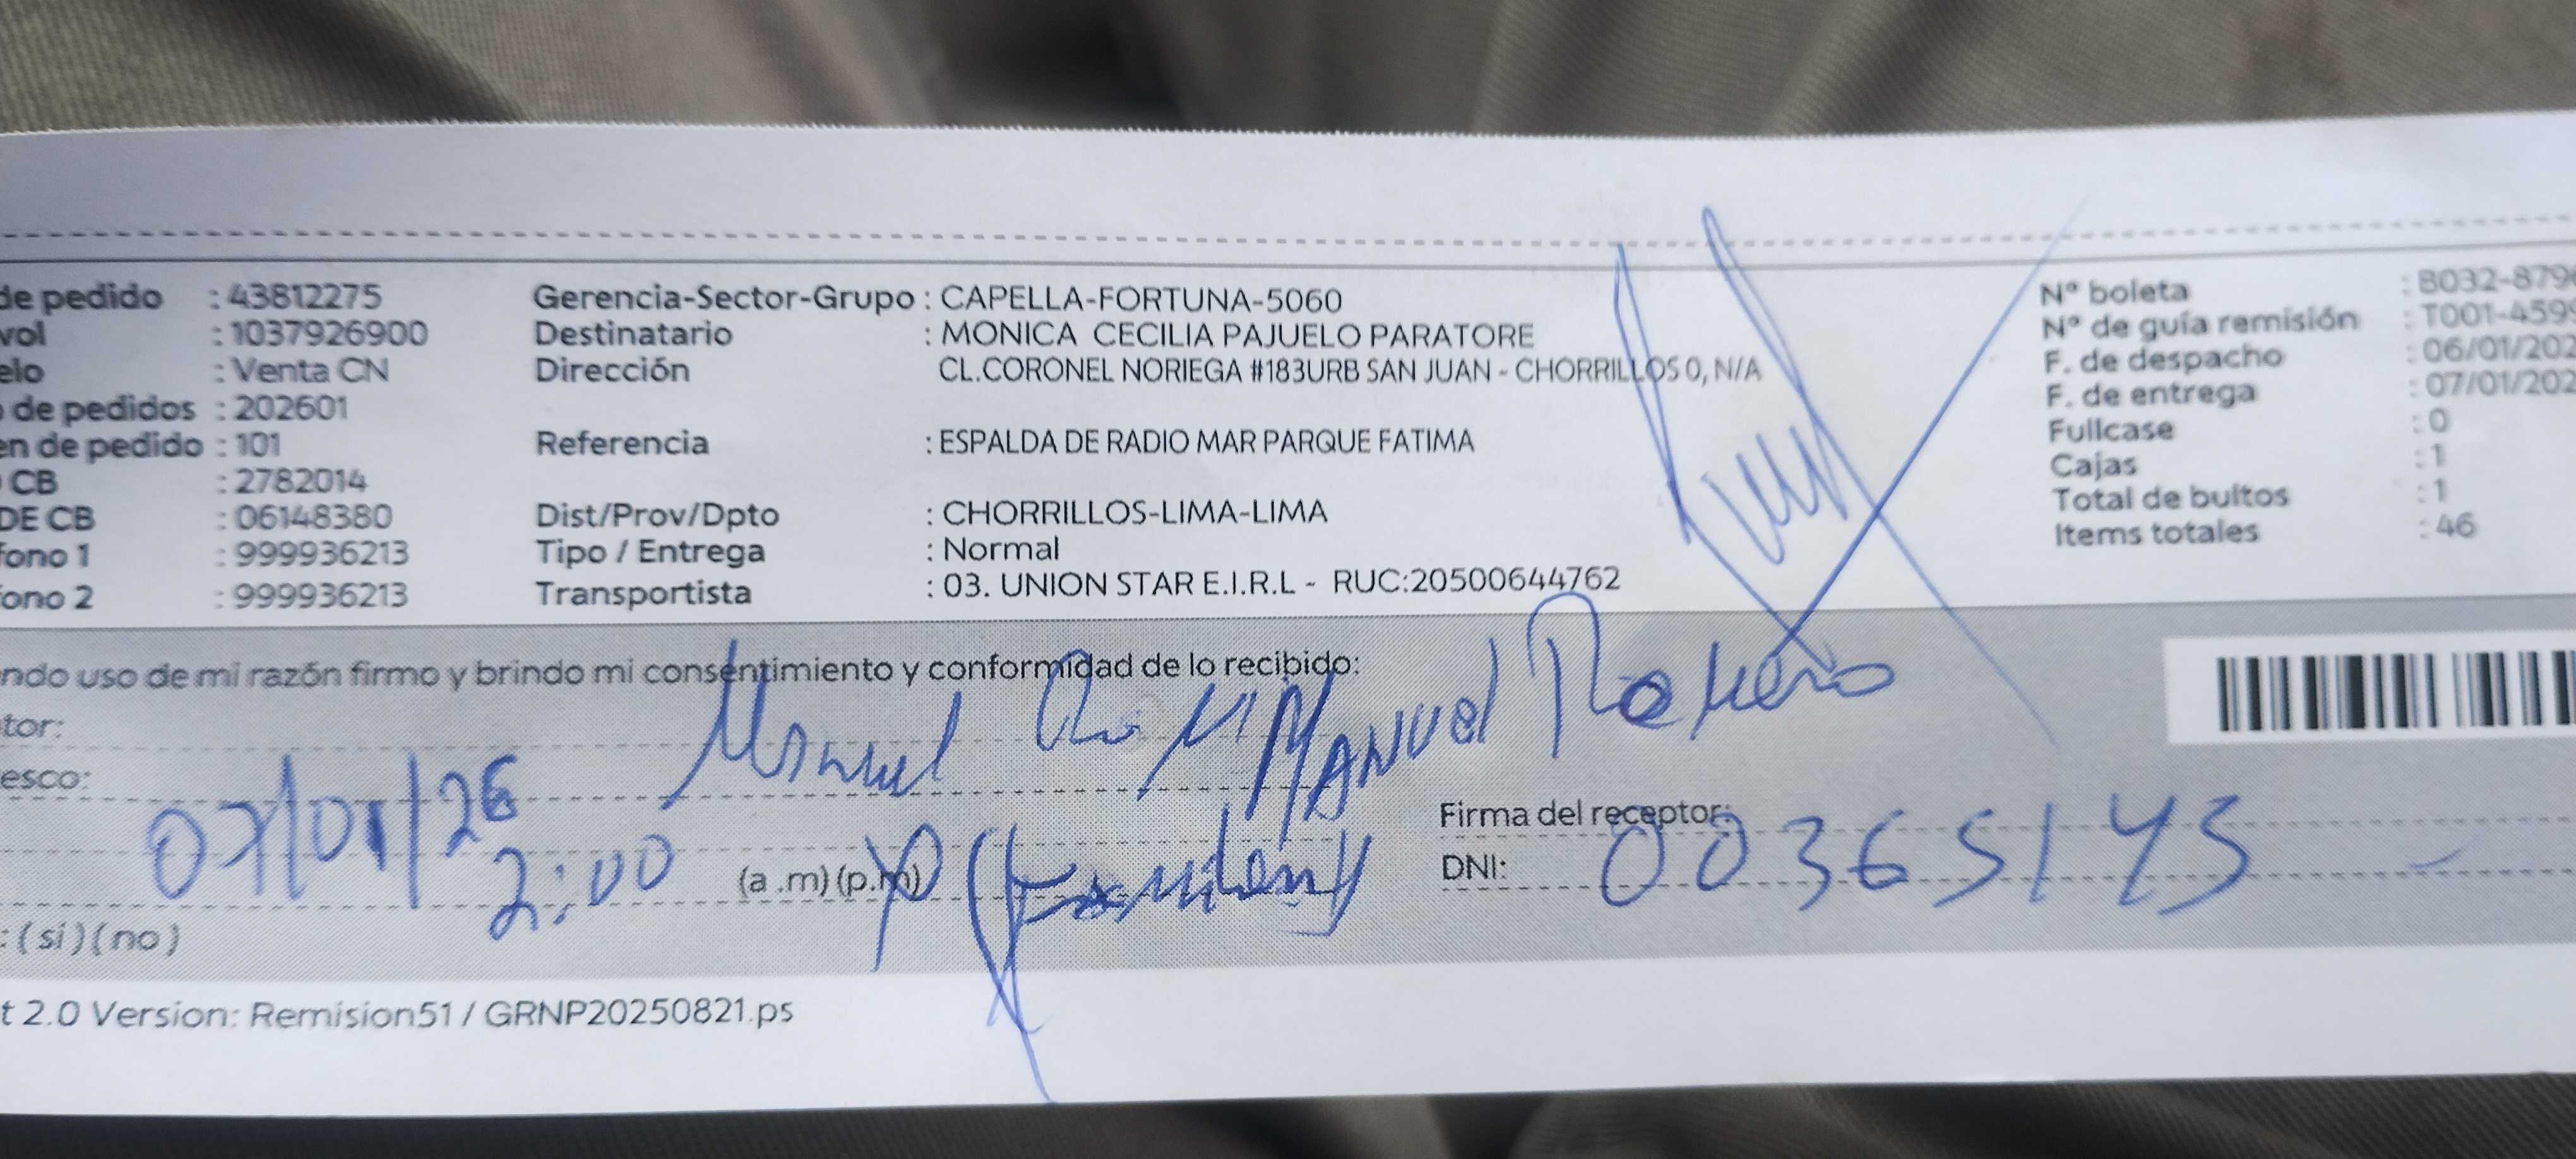 de pedido : 43812275 Gerencia-Sector-Grupo : CAPELLA-FORTUNA-5060 Nº boleta : B032-879
vol : 1037926900 Destinatario : MONICA CECILIA PAJUELO PARATORE Nº de guía remisión : T001-459
elo : Venta CN Dirección CL.CORONEL NORIEGA #183URB SAN JUAN - CHORRILLOS 0, N/A F. de despacho : 06/01/202
de pedidos : 202601 F. de entrega : 07/01/202
en de pedido : 101 Referencia : ESPALDA DE RADIO MAR PARQUE FATIMA Fullcase : 0
CB : 2782014 Cajas : 1
DE CB : 06148380 Dist/Prov/Dpto : CHORRILLOS-LIMA-LIMA Total de bultos : 1
fono 1 : 999936213 Tipo / Entrega : Normal Items totales : 46
ono 2 : 999936213 Transportista : 03. UNION STAR E.I.R.L - RUC:20500644762
ndo uso de mi razón firmo y brindo mi consentimiento y conformidad de lo recibido:
tor: Manuel MANUEL Romero
esco:
07/01/26 Firma del receptor:
2:00 (a .m) (p.m) DNI: 00365143
: (si) (no)
t 2.0 Version: Remision51 / GRNP20250821.ps